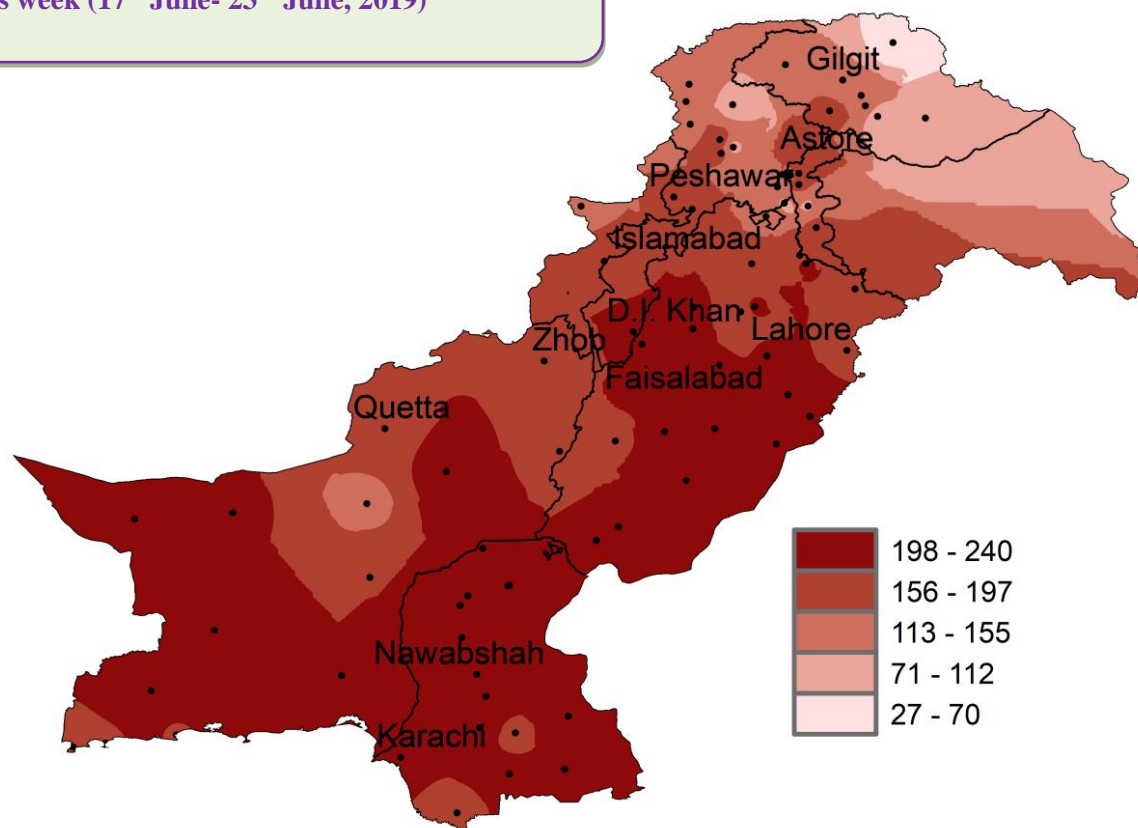 s week (17 June- 23 June, 2019)
Gilgit
Astore
Peshawar
Islamabad
D.I. Khan
Zhob
Lahore
Faisalabad
Quetta
198 - 240
156 - 197
113 - 155
71 - 112
27 - 70
Nawabshah
Karachi